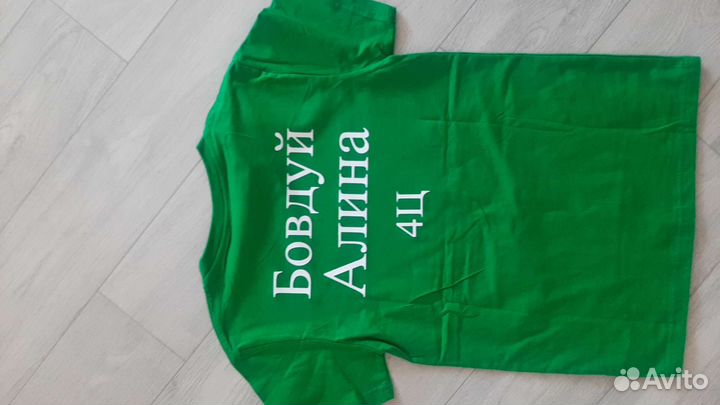 Бовдуй
Алина
4Ц
Avito